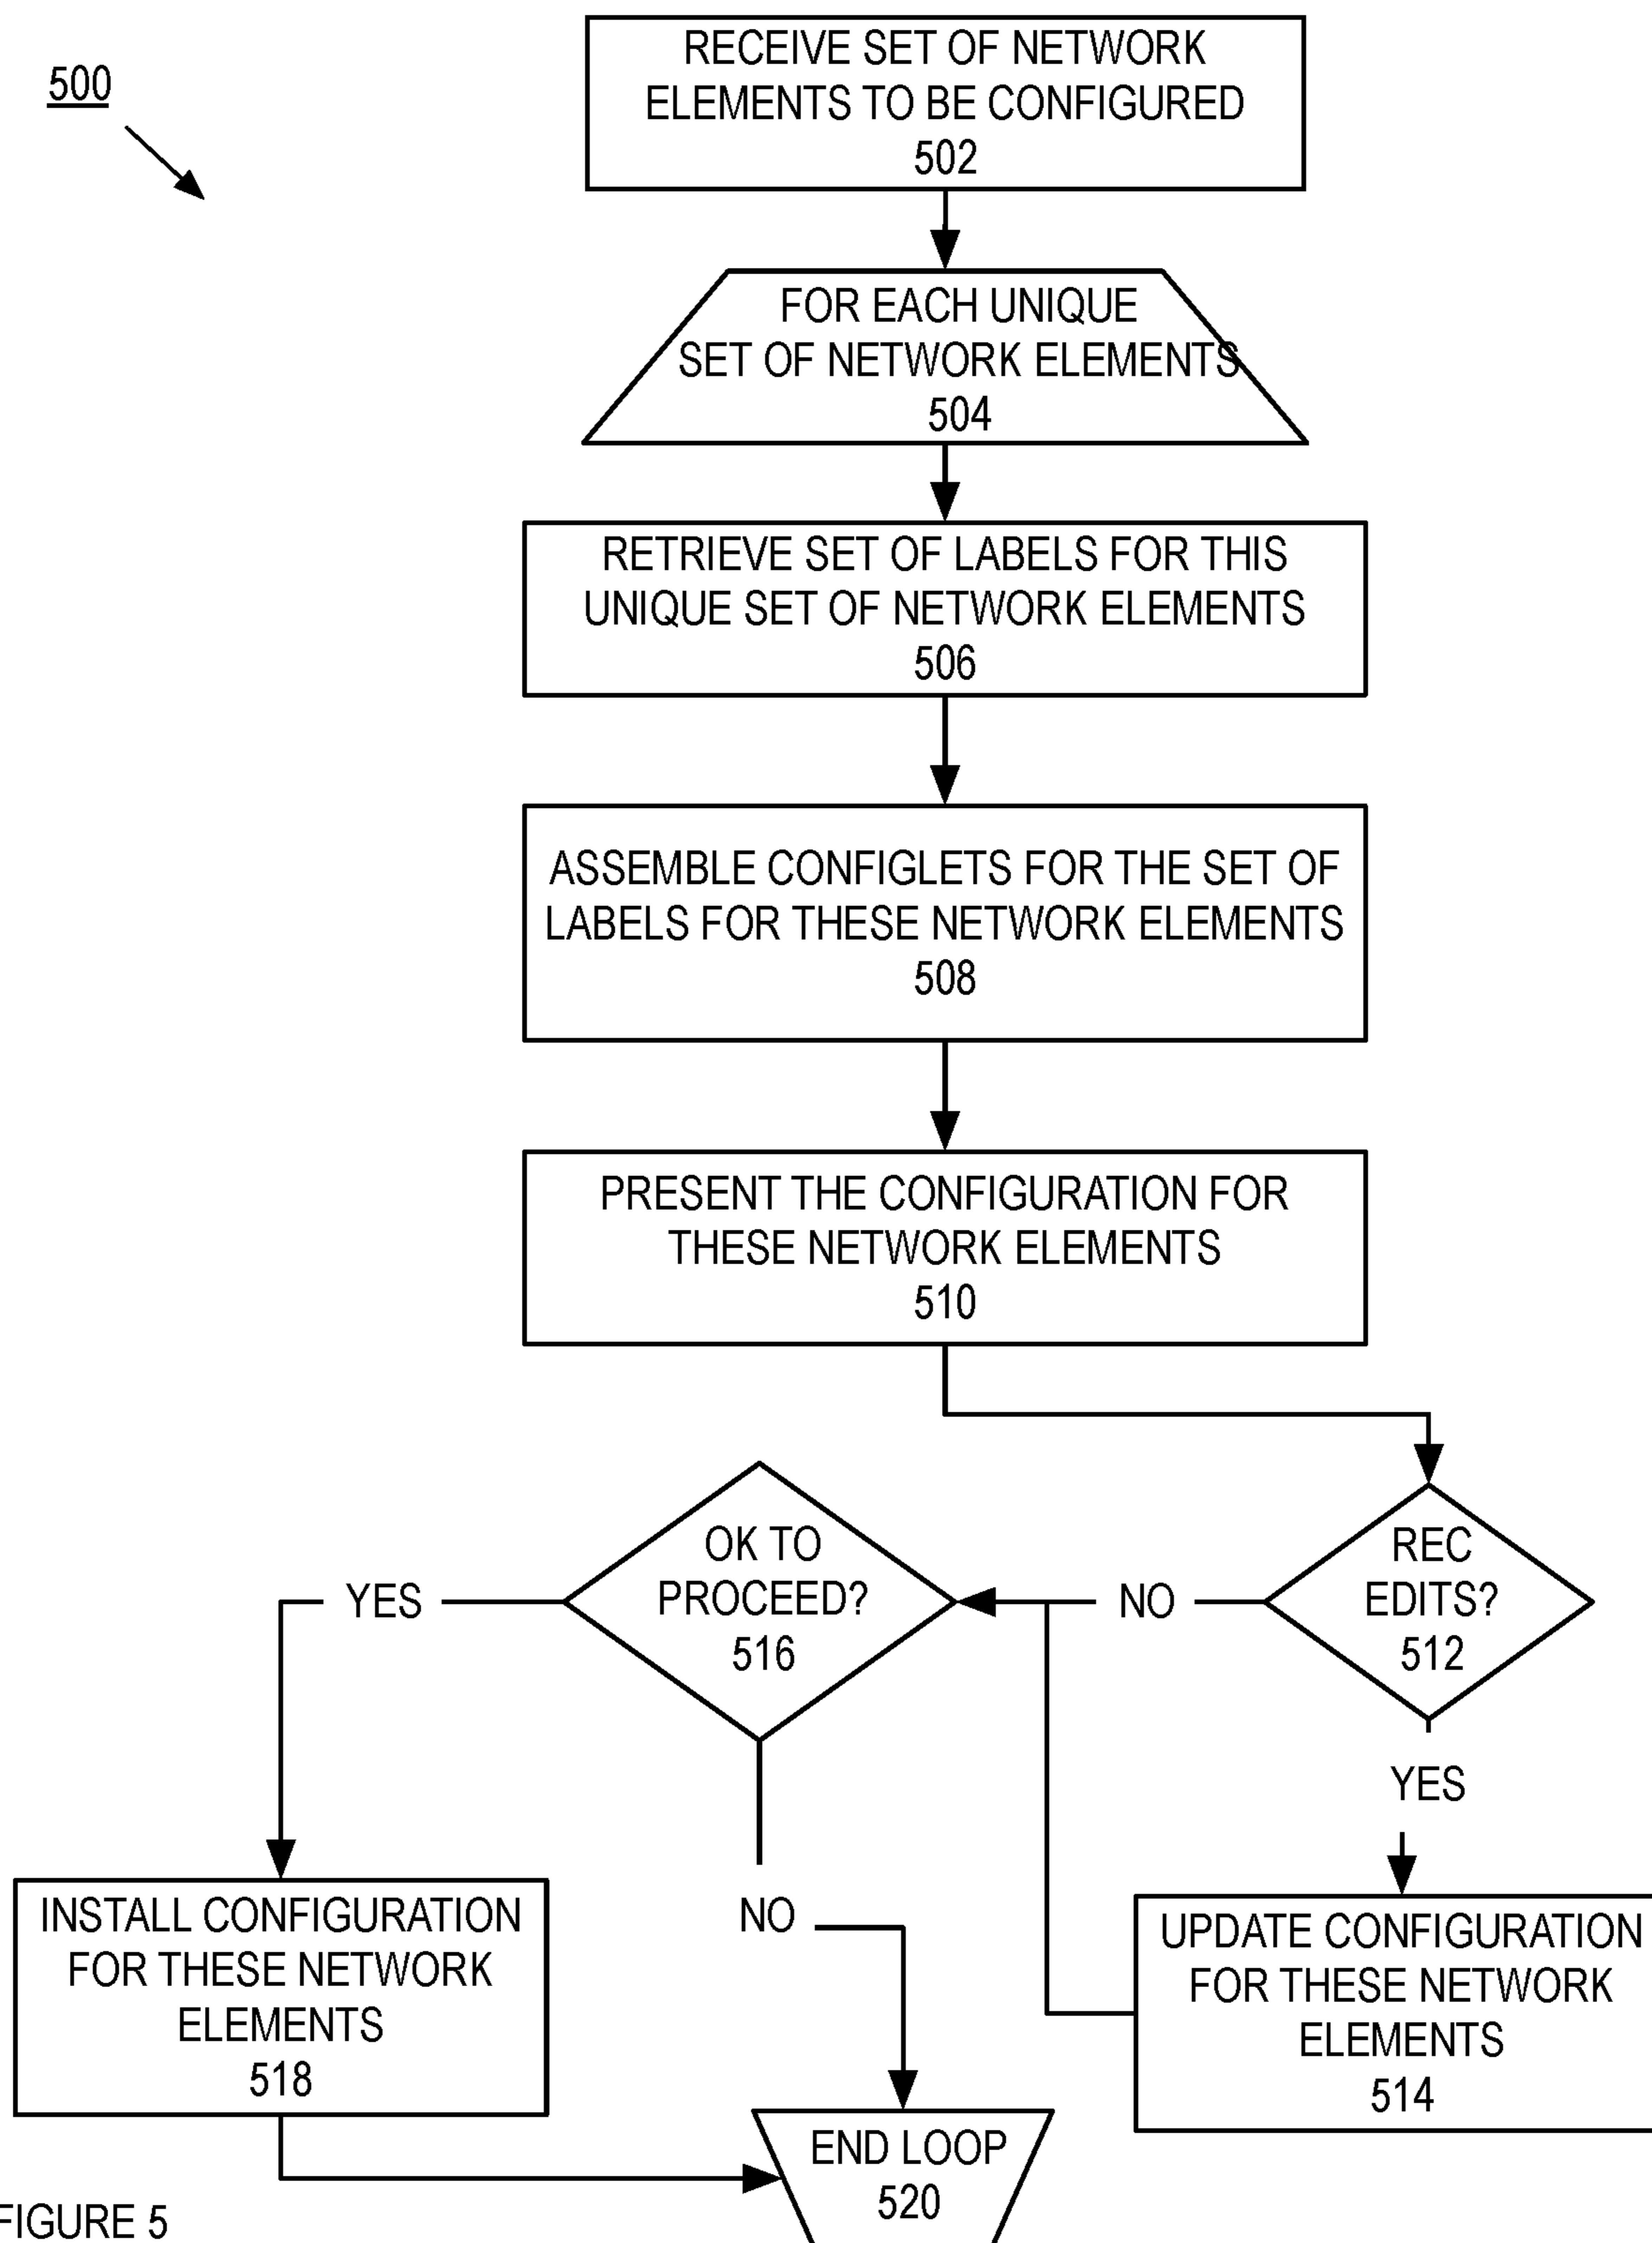 500
RECEIVE SET OF NETWORK
ELEMENTS TO BE CONFIGURED
502
FOR EACH UNIQUE
SET OF NETWORK ELEMENTS
504
RETRIEVE SET OF LABELS FOR THIS
UNIQUE SET OF NETWORK ELEMENTS
506
ASSEMBLE CONFIGLETS FOR THE SET OF
LABELS FOR THESE NETWORK ELEMENTS
508
PRESENT THE CONFIGURATION FOR
THESE NETWORK ELEMENTS
510
REC
EDITS?
512
NO
YES
OK TO
PROCEED?
516
YES
NO
UPDATE CONFIGURATION
FOR THESE NETWORK
ELEMENTS
514
INSTALL CONFIGURATION
FOR THESE NETWORK
ELEMENTS
518
END LOOP
520
FIGURE 5